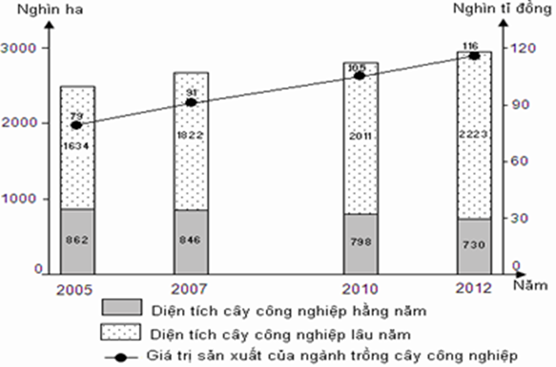 Nghìn ha Nghìn tỉ đồng
3000 120
116
105
91
79
90
2000
1634 1822 2011 2223
60
1000
30
862 846 798 730
0 0
2005 2007 2010 2012 Năm
Diện tích cây công nghiệp hằng năm
Diện tích cây công nghiệp lâu năm
Giá trị sản xuất của ngành trồng cây công nghiệp